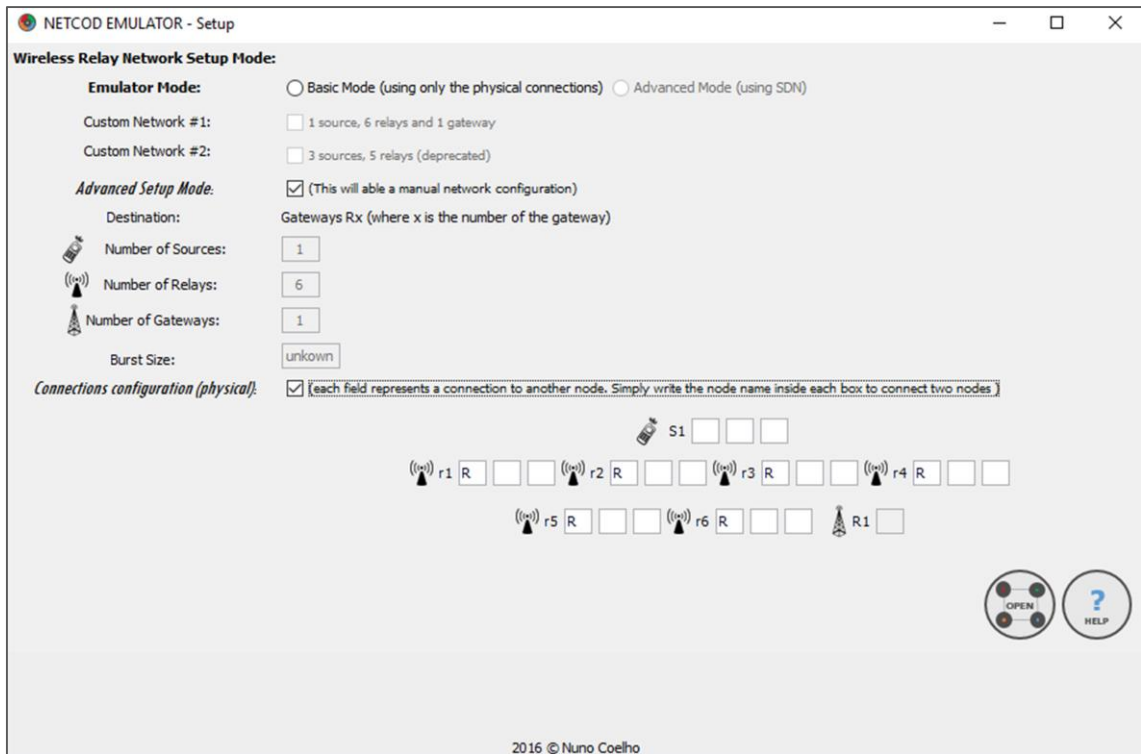 NETCOD EMULATOR - Setup
Wireless Relay Network Setup Mode:
Emulator Mode: Basic Mode (using only the physical connections) Advanced Mode (using SDN)
Custom Network #1: 1 source, 6 relays and 1 gateway
Custom Network #2: 3 sources, 5 relays (deprecated)
Advanced Setup Mode: (This will able a manual network configuration)
Destination: Gateways Rx (where x is the number of the gateway)
Number of Sources: 1
Number of Relays: 6
Number of Gateways: 1
Burst Size: unkown
Connections configuration (physical): (each field represents a connection to another node. Simply write the node name inside each box to connect two nodes )
S1
r1 R r2 R r3 R r4 R
r5 R r6 R R1
OPEN ? HELP
2016 © Nuno Coelho